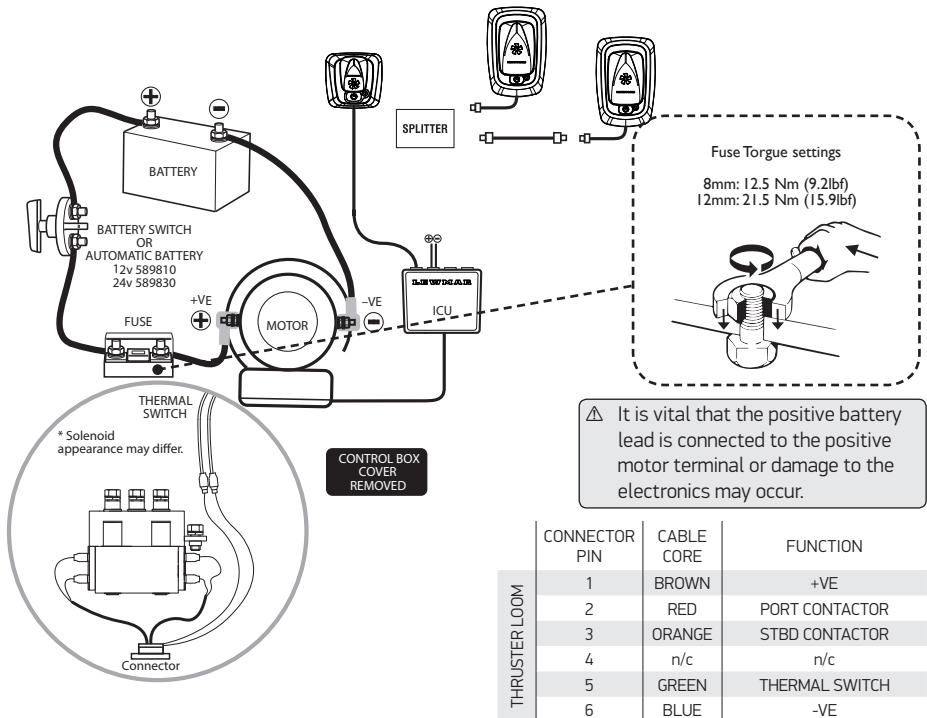 BATTERY
SPLITTER
Fuse Torgue settings
8mm: 12.5 Nm (9.2lbf)
12mm: 21.5 Nm (15.9lbf)
BATTERY SWITCH
OR
AUTOMATIC BATTERY
12v 589810
24v 589830
LEWMAR
ICU
+VE
MOTOR
–VE
FUSE
THERMAL
SWITCH
* Solenoid
appearance may differ.
CONTROL BOX
COVER
REMOVED
Connector
⚠ It is vital that the positive battery
lead is connected to the positive
motor terminal or damage to the
electronics may occur.
THRUSTER LOOM
CONNECTOR PIN CABLE CORE FUNCTION
1 BROWN +VE
2 RED PORT CONTACTOR
3 ORANGE STBD CONTACTOR
4 n/c n/c
5 GREEN THERMAL SWITCH
6 BLUE -VE